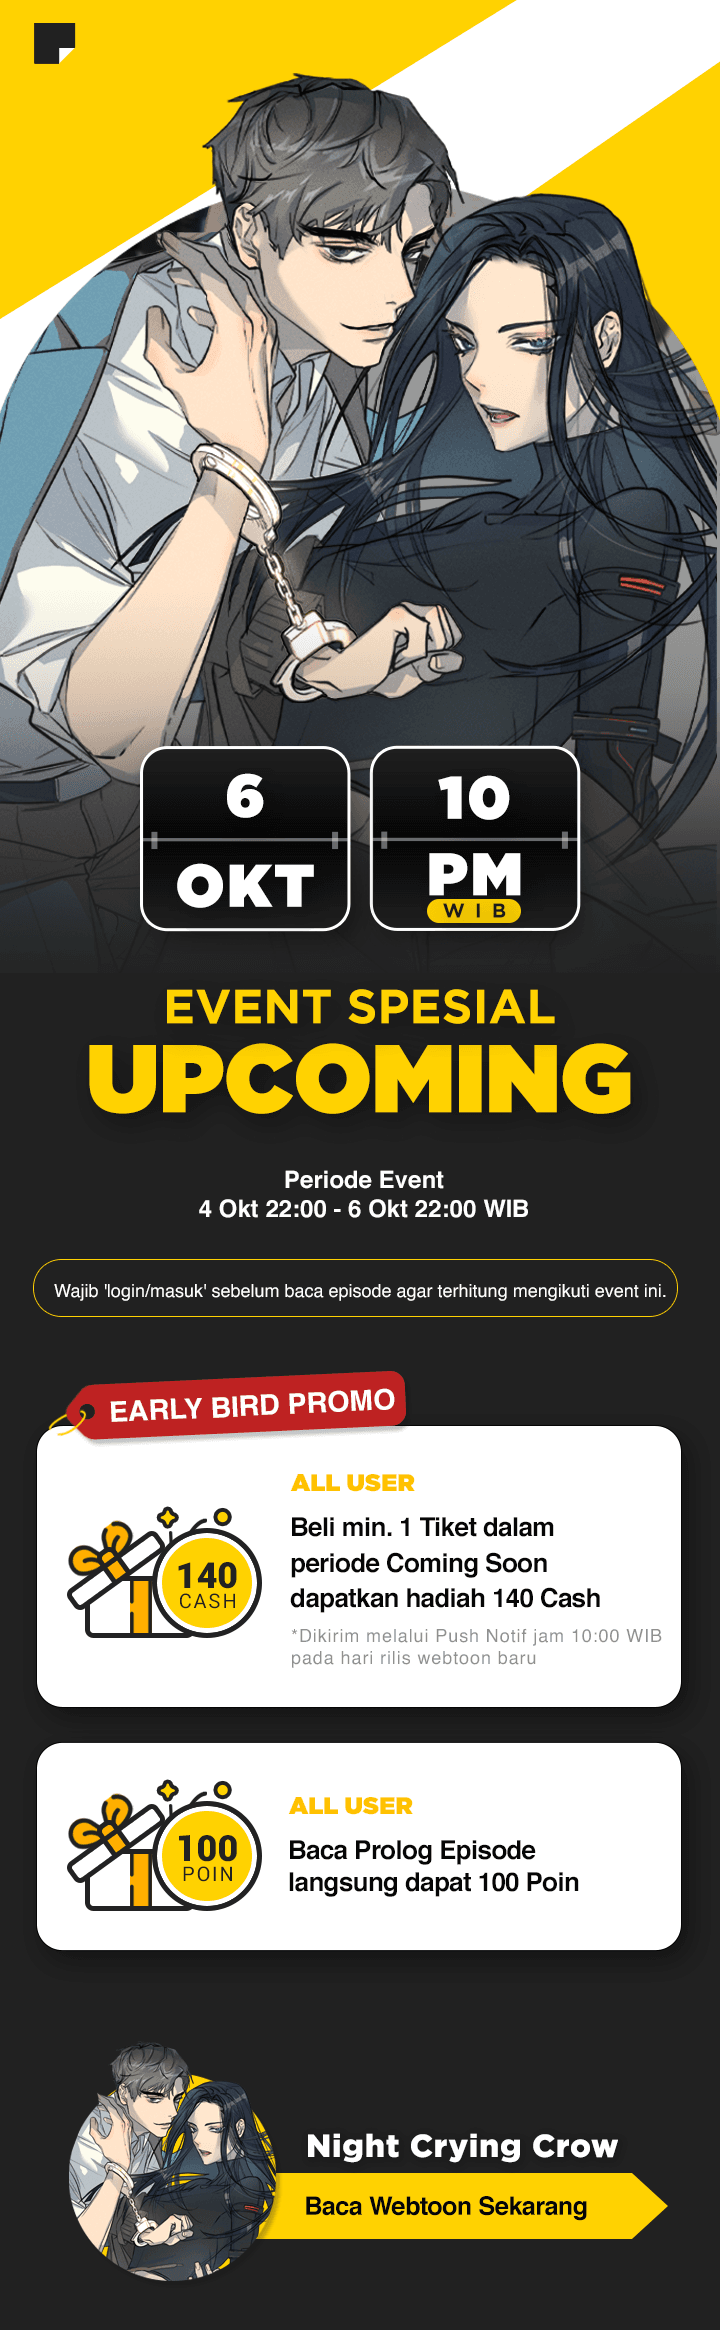 6
OKT
10
PM
WIB
EVENT SPESIAL
UPCOMING
Periode Event
4 Okt 22:00 - 6 Okt 22:00 WIB
Wajib 'login/masuk' sebelum baca episode agar terhitung mengikuti event ini.
EARLY BIRD PROMO
ALL USER
140
CASH
Beli min. 1 Tiket dalam
periode Coming Soon
dapatkan hadiah 140 Cash
*Dikirim melalui Push Notif jam 10:00 WIB
pada hari rilis webtoon baru
100
POIN
ALL USER
Baca Prolog Episode
langsung dapat 100 Poin
Night Crying Crow
Baca Webtoon Sekarang